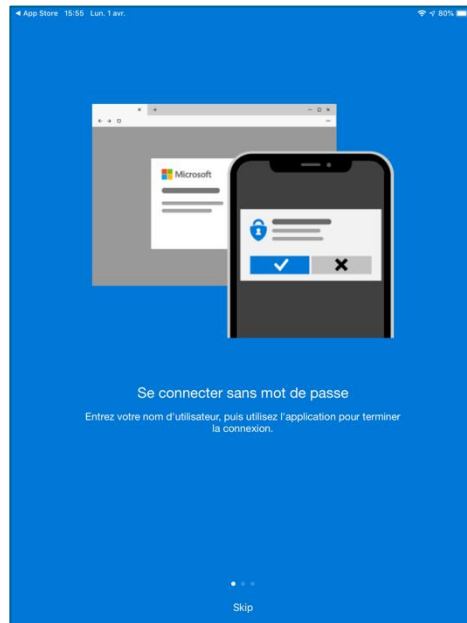 ◀ App Store 15:55 Lun. 1 avr. 80%
Microsoft
Se connecter sans mot de passe
Entrez votre nom d'utilisateur, puis utilisez l'application pour terminer
la connexion.
Skip